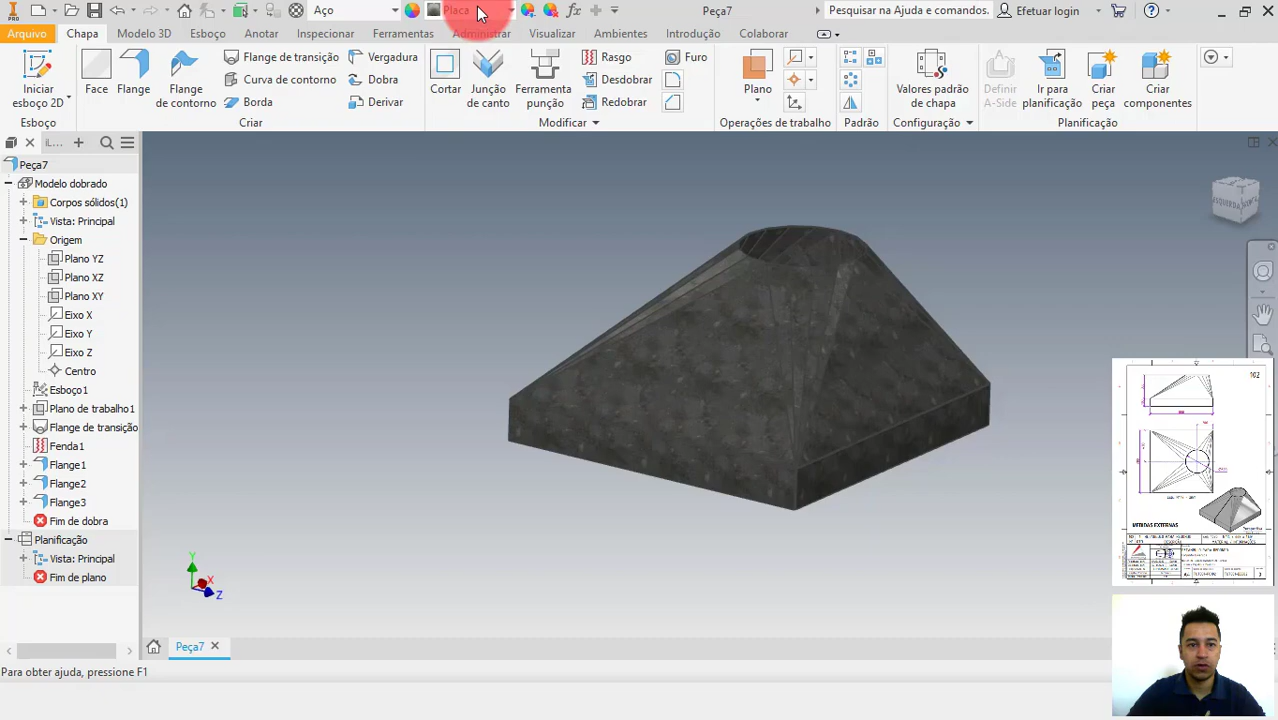 Aço
Placa
Peça7
Pesquisar na Ajuda e comandos.
Efetuar login
Arquivo
Chapa
Modelo 3D
Esboço
Anotar
Inspecionar
Ferramentas
Administrar
Visualizar
Ambientes
Introdução
Colaborar
Iniciar
esboço 2D
Face
Flange
Flange
de contorno
Flange de transição
Curva de contorno
Borda
Vergadura
Dobra
Derivar
Cortar
Junção
de canto
Ferramenta
punção
Rasgo
Desdobrar
Redobrar
Furo
Plano
Valores padrão
de chapa
Definir
A-Side
Ir para
planificação
Criar
peça
Criar
componentes
Esboço
Criar
Modificar
Operações de trabalho
Padrão
Configuração
Planificação
Peça7
Modelo dobrado
Corpos sólidos(1)
Vista: Principal
Origem
Plano YZ
Plano XZ
Plano XY
Eixo X
Eixo Y
Eixo Z
Centro
Esboço1
Plano de trabalho1
Flange de transição
Fenda1
Flange1
Flange2
Flange3
Fim de dobra
Planificação
Vista: Principal
Fim de plano
Y
X
Z
102
MEDIDAS EXTERNAS
Peça7
Para obter ajuda, pressione F1